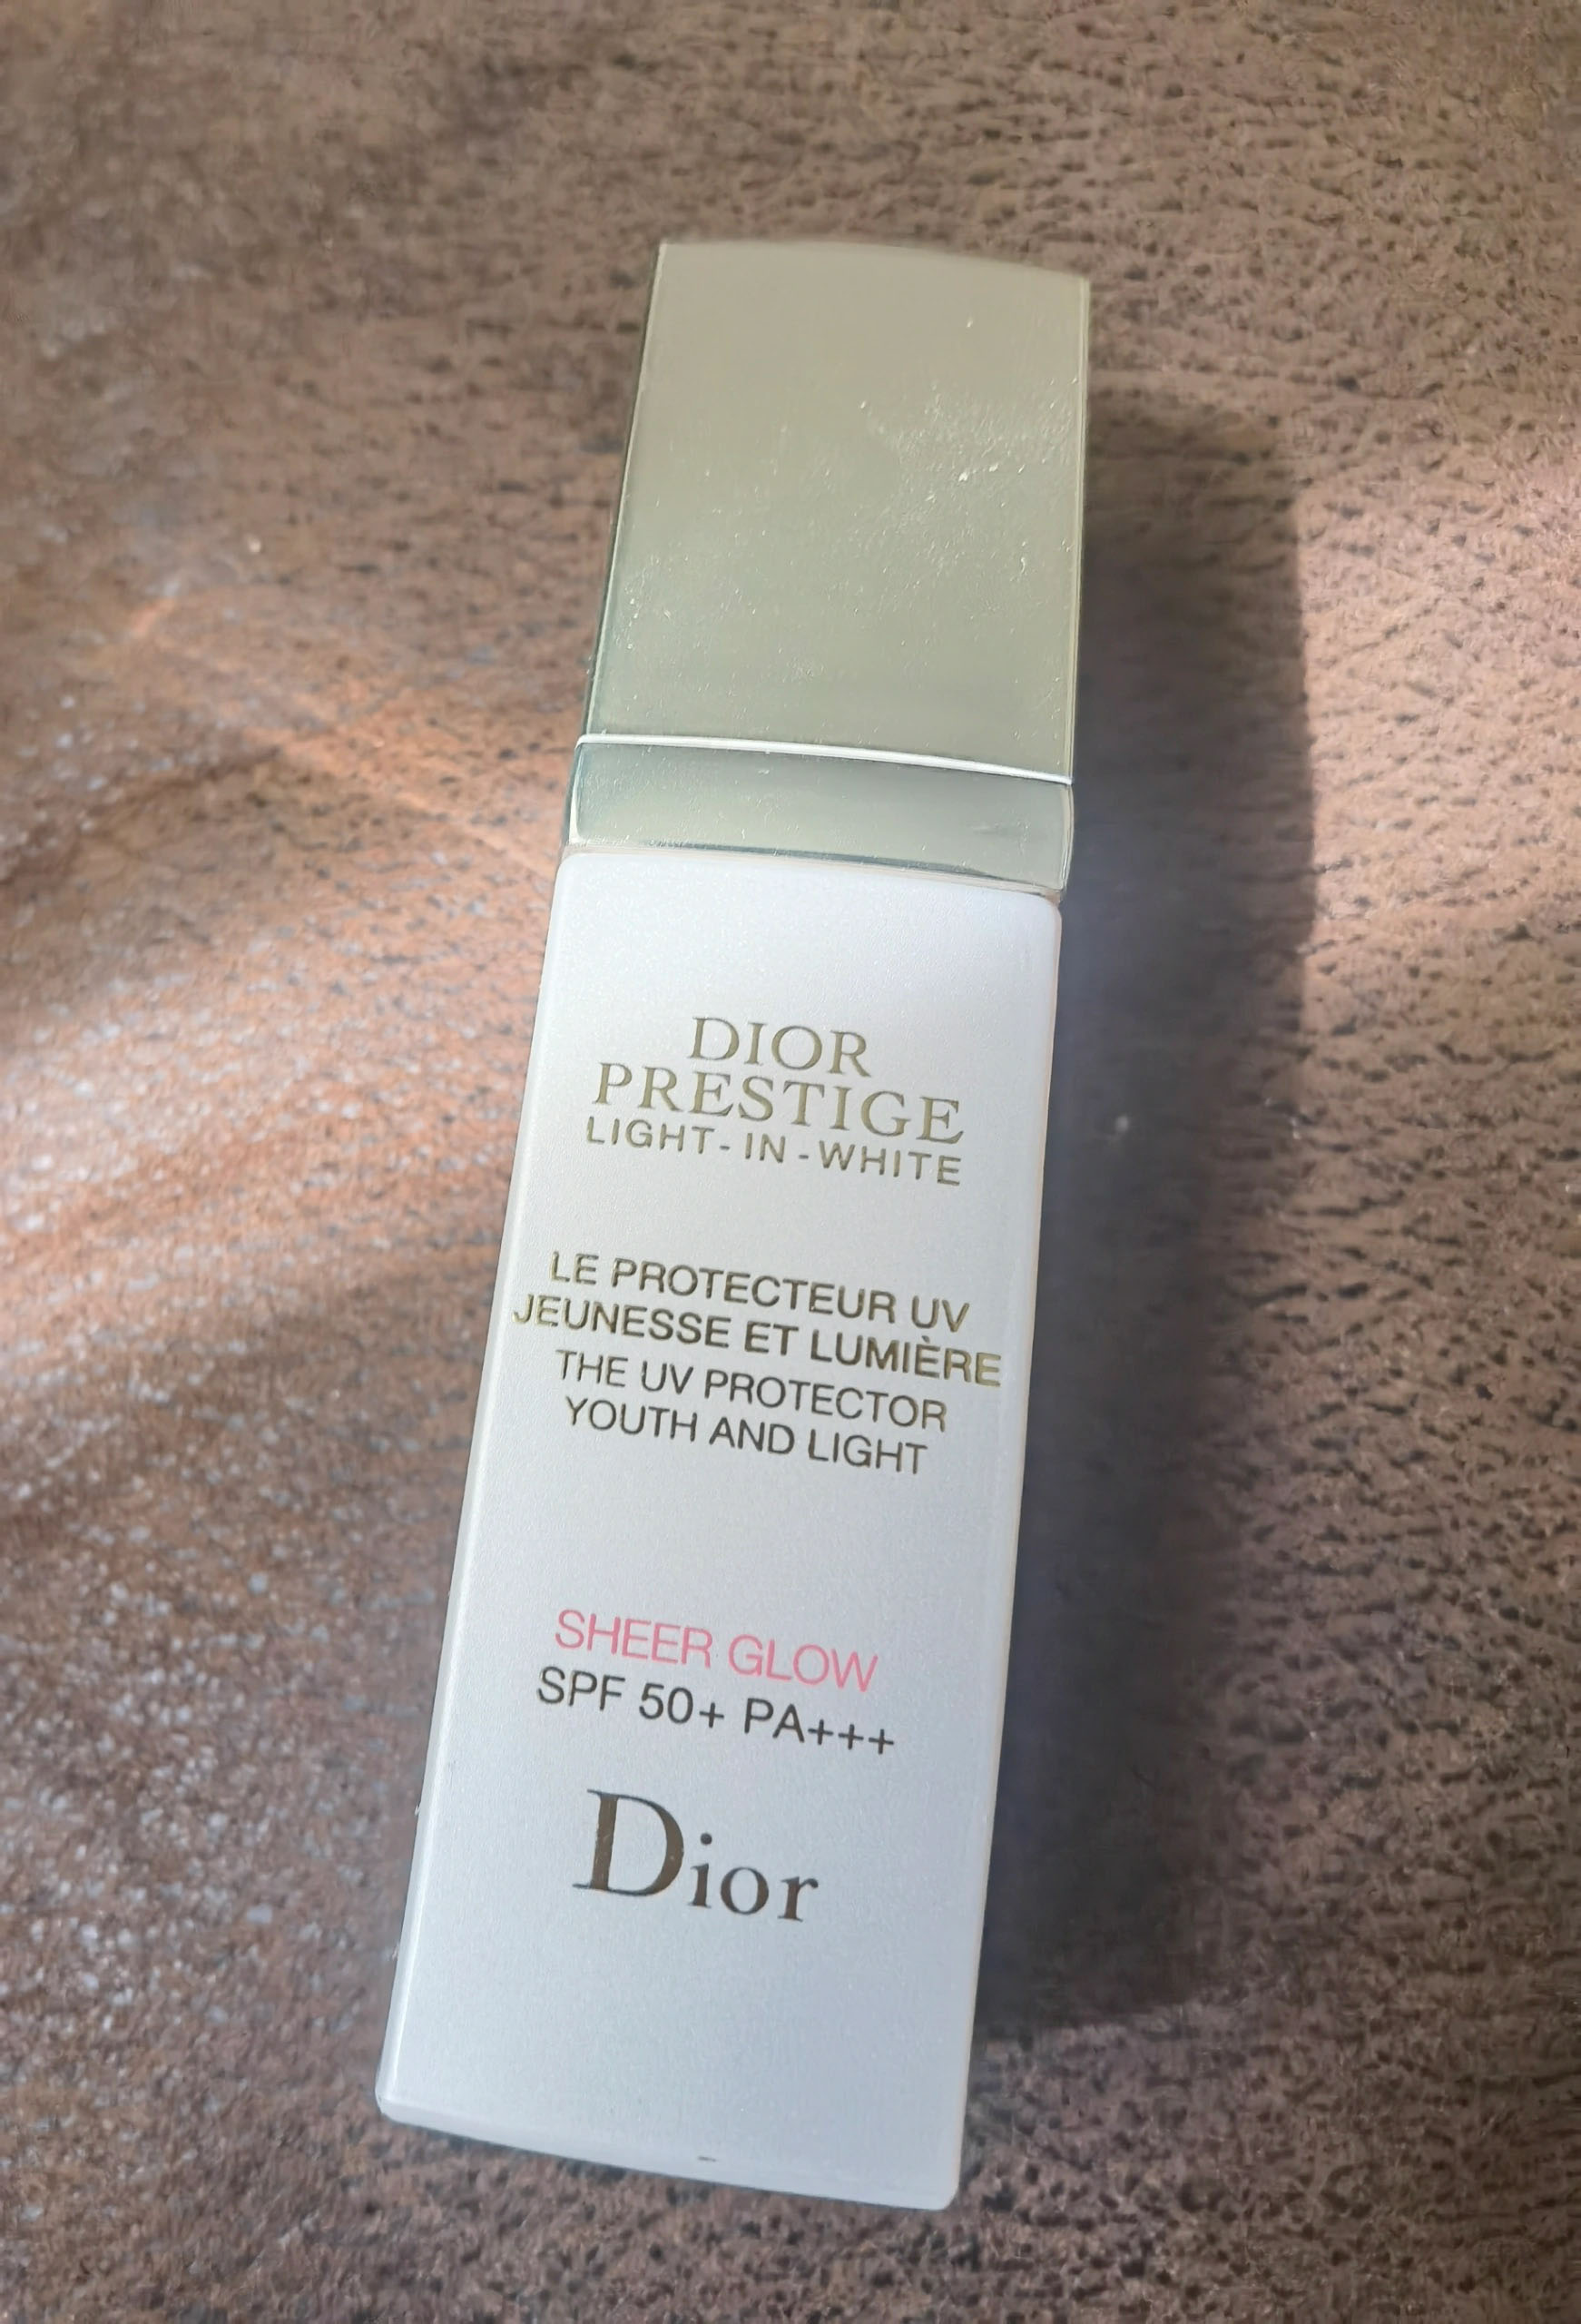 DIOR
PRESTIGE
LIGHT-IN-WHITE
LE PROTECTEUR UV
JEUNESSE ET LUMIÈRE
THE UV PROTECTOR
YOUTH AND LIGHT
SHEER GLOW
SPF 50+ PA+++
Dior